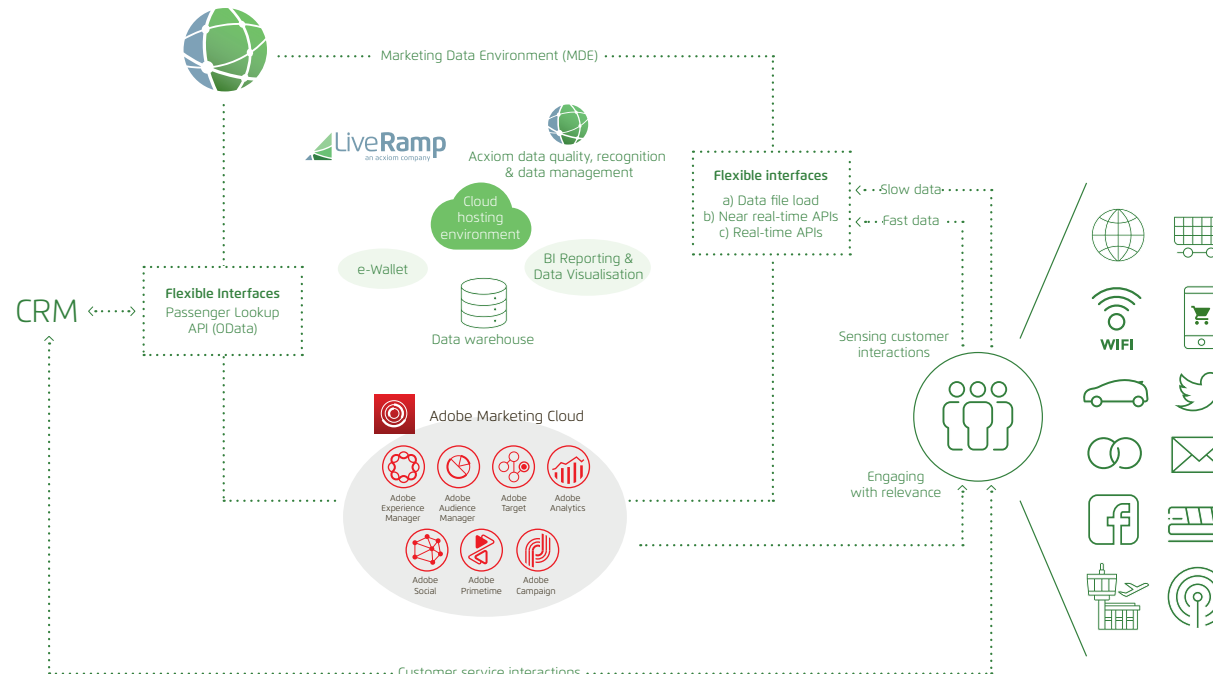 Marketing Data Environment (MDE)
LiveRamp
an acxiom company
Acxiom data quality, recognition
& data management
Cloud
hosting
environment
e-Wallet
BI Reporting &
Data Visualisation
Data warehouse
Flexible interfaces
a) Data file load
b) Near real-time APIs
c) Real-time APIs
Slow data
Fast data
CRM
Flexible Interfaces
Passenger Lookup
API (OData)
Sensing customer
interactions
WIFI
Adobe Marketing Cloud
Adobe
Experience
Manager
Adobe
Audience
Manager
Adobe
Target
Adobe
Analytics
Adobe
Social
Adobe
Primetime
Adobe
Campaign
Engaging
with relevance
Customer service interactions